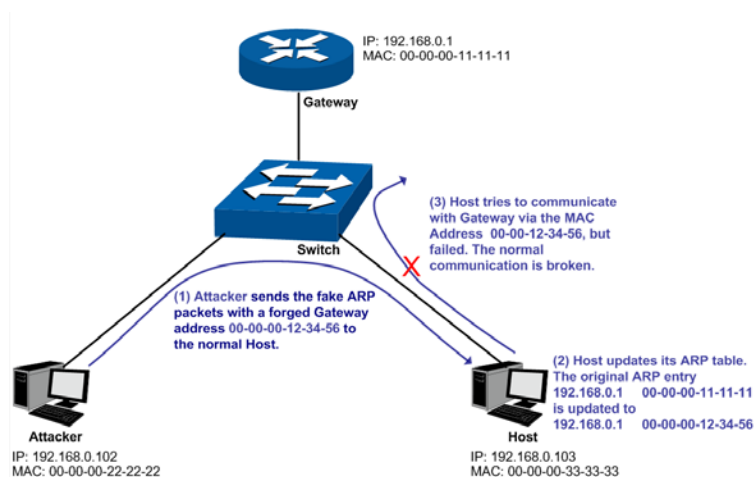 IP: 192.168.0.1
MAC: 00-00-00-11-11-11
Gateway
(3) Host tries to communicate
with Gateway via the MAC
Address 00-00-12-34-56, but
failed. The normal
communication is broken.
Switch
X
(1) Attacker sends the fake ARP
packets with a forged Gateway
address 00-00-00-12-34-56 to
the normal Host.
(2) Host updates its ARP table.
The original ARP entry
192.168.0.1 00-00-00-11-11-11
is updated to
192.168.0.1 00-00-00-12-34-56
Attacker
IP: 192.168.0.102
MAC: 00-00-00-22-22-22
Host
IP: 192.168.0.103
MAC: 00-00-00-33-33-33